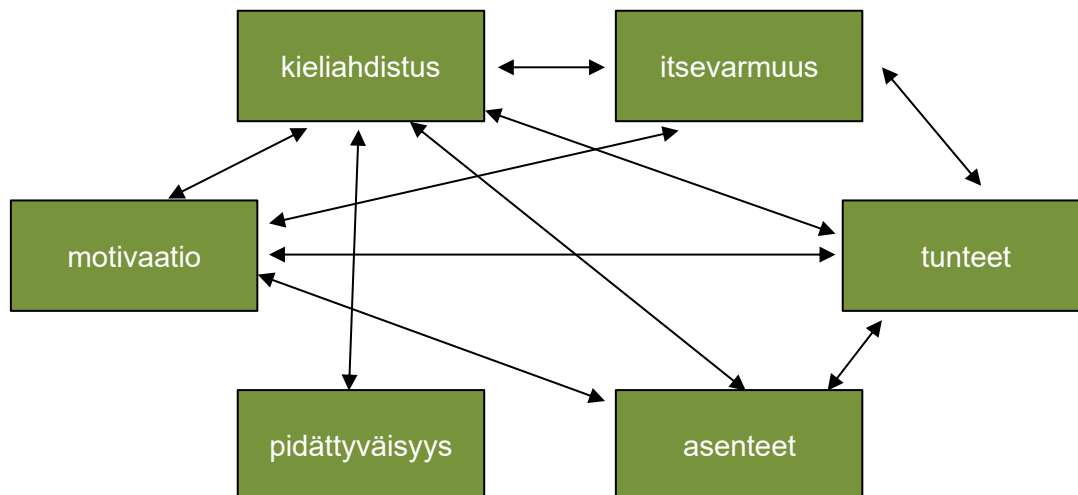 kieliahdistus
itsevarmuus
motivaatio
tunteet
pidättyväisyys
asenteet